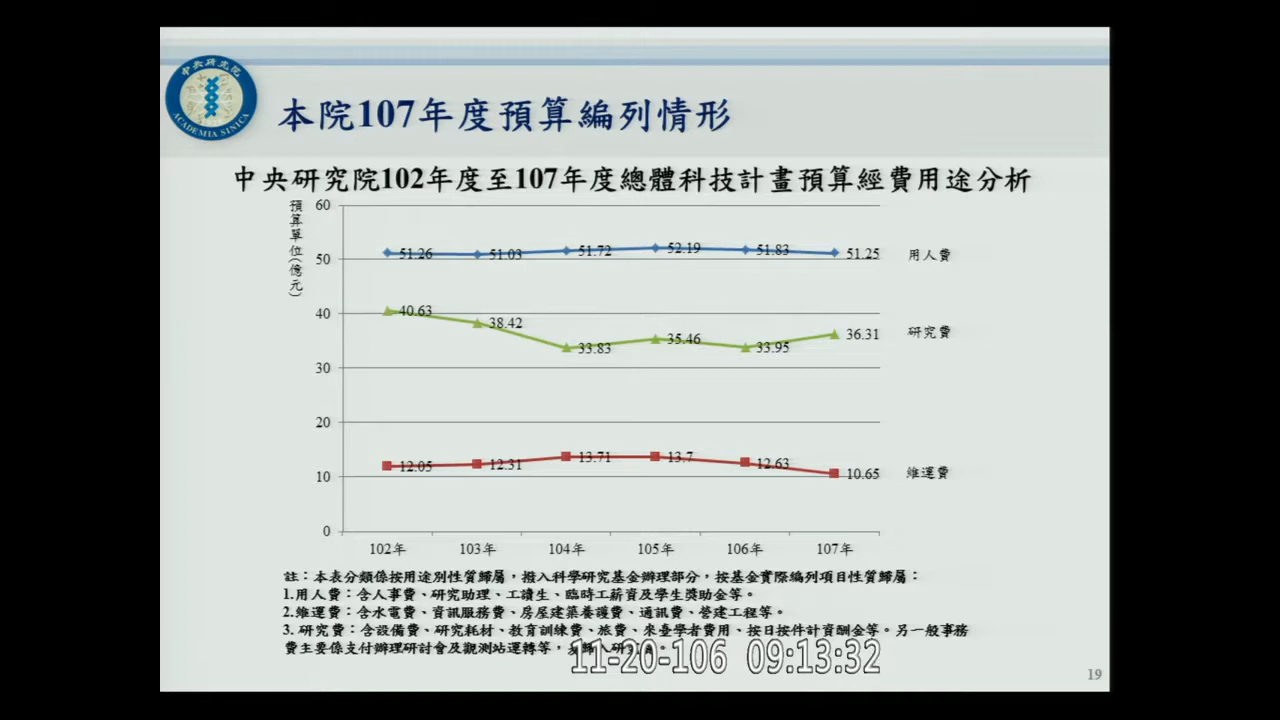 中央研究院
ACADEMIA SINICA
本院107年度預算編列情形
中央研究院102年度至107年度總體科技計畫預算經費用途分析
預算單位(億元)
60
50
40
30
20
10
0
51.26 51.03 51.72 52.19 51.83 51.25 用人費
40.63 38.42 33.83 35.46 33.95 36.31 研究費
12.05 12.31 13.71 13.7 12.63 10.65 維運費
102年 103年 104年 105年 106年 107年
註：本表分類係按用途別性質歸屬，撥入科學研究基金辦理部分，按基金實際編列項目性質歸屬：
1.用人費：含人事費、研究助理、工讀生、臨時工薪資及學生獎助金等。
2.維運費：含水電費、資訊服務費、房屋建築養護費、通訊費、營建工程等。
3. 研究費：含設備費、研究耗材、教育訓練費、旅費、來臺學者費用、按日按件計資酬金等。另一般事務
費主要係支付辦理研討會及觀測站運轉等，
11-20-106 09:13:32
19